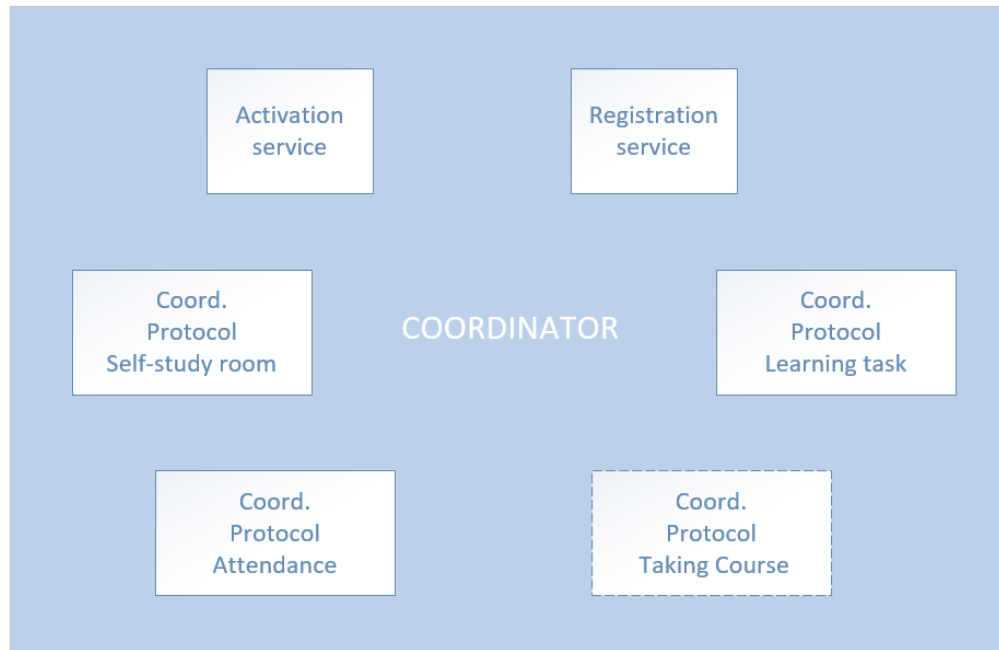 Activation
service
Registration
service
Coord.
Protocol
Self-study room
COORDINATOR
Coord.
Protocol
Learning task
Coord.
Protocol
Attendance
Coord.
Protocol
Taking Course